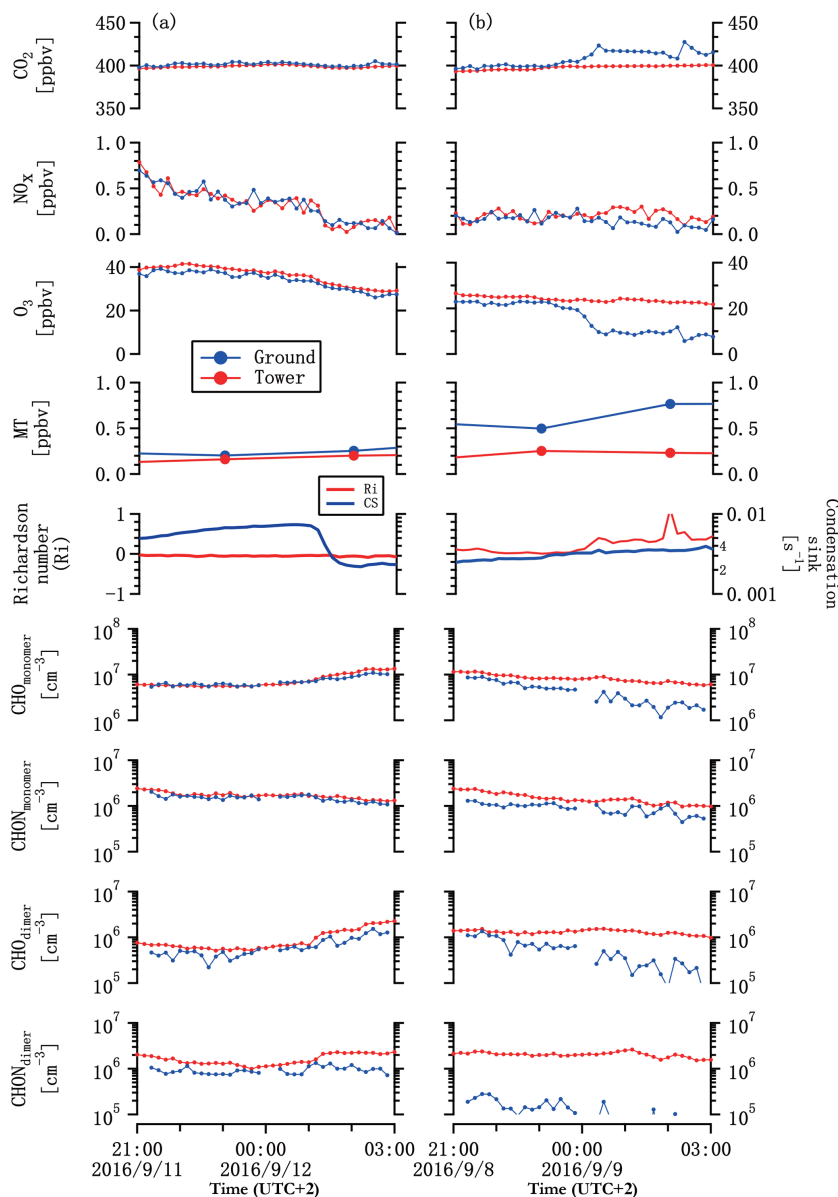 (a)
(b)
CO2
[ppbv]
450
400
350
450
400
350
NOX
[ppbv]
1.0
0.5
0.0
1.0
0.5
0.0
O3
[ppbv]
40
20
0
40
20
0
Ground
Tower
MT
[ppbv]
1.0
0.5
0.0
1.0
0.5
0.0
Ri
CS
Richardson
number
(Ri)
1
0
-1
0.01
4
2
0.001
Condensation
sink
[s-1]
CHOmonomer
[cm-3]
10^8
10^7
10^6
10^8
10^7
10^6
CHONmonomer
[cm-3]
10^7
10^6
10^5
10^7
10^6
10^5
CHOdimer
[cm-3]
10^7
10^6
10^5
10^7
10^6
10^5
CHONdimer
[cm-3]
10^7
10^6
10^5
10^7
10^6
10^5
21:00 00:00 03:00
2016/9/11 2016/9/12
Time (UTC+2)
21:00 00:00 03:00
2016/9/8 2016/9/9
Time (UTC+2)